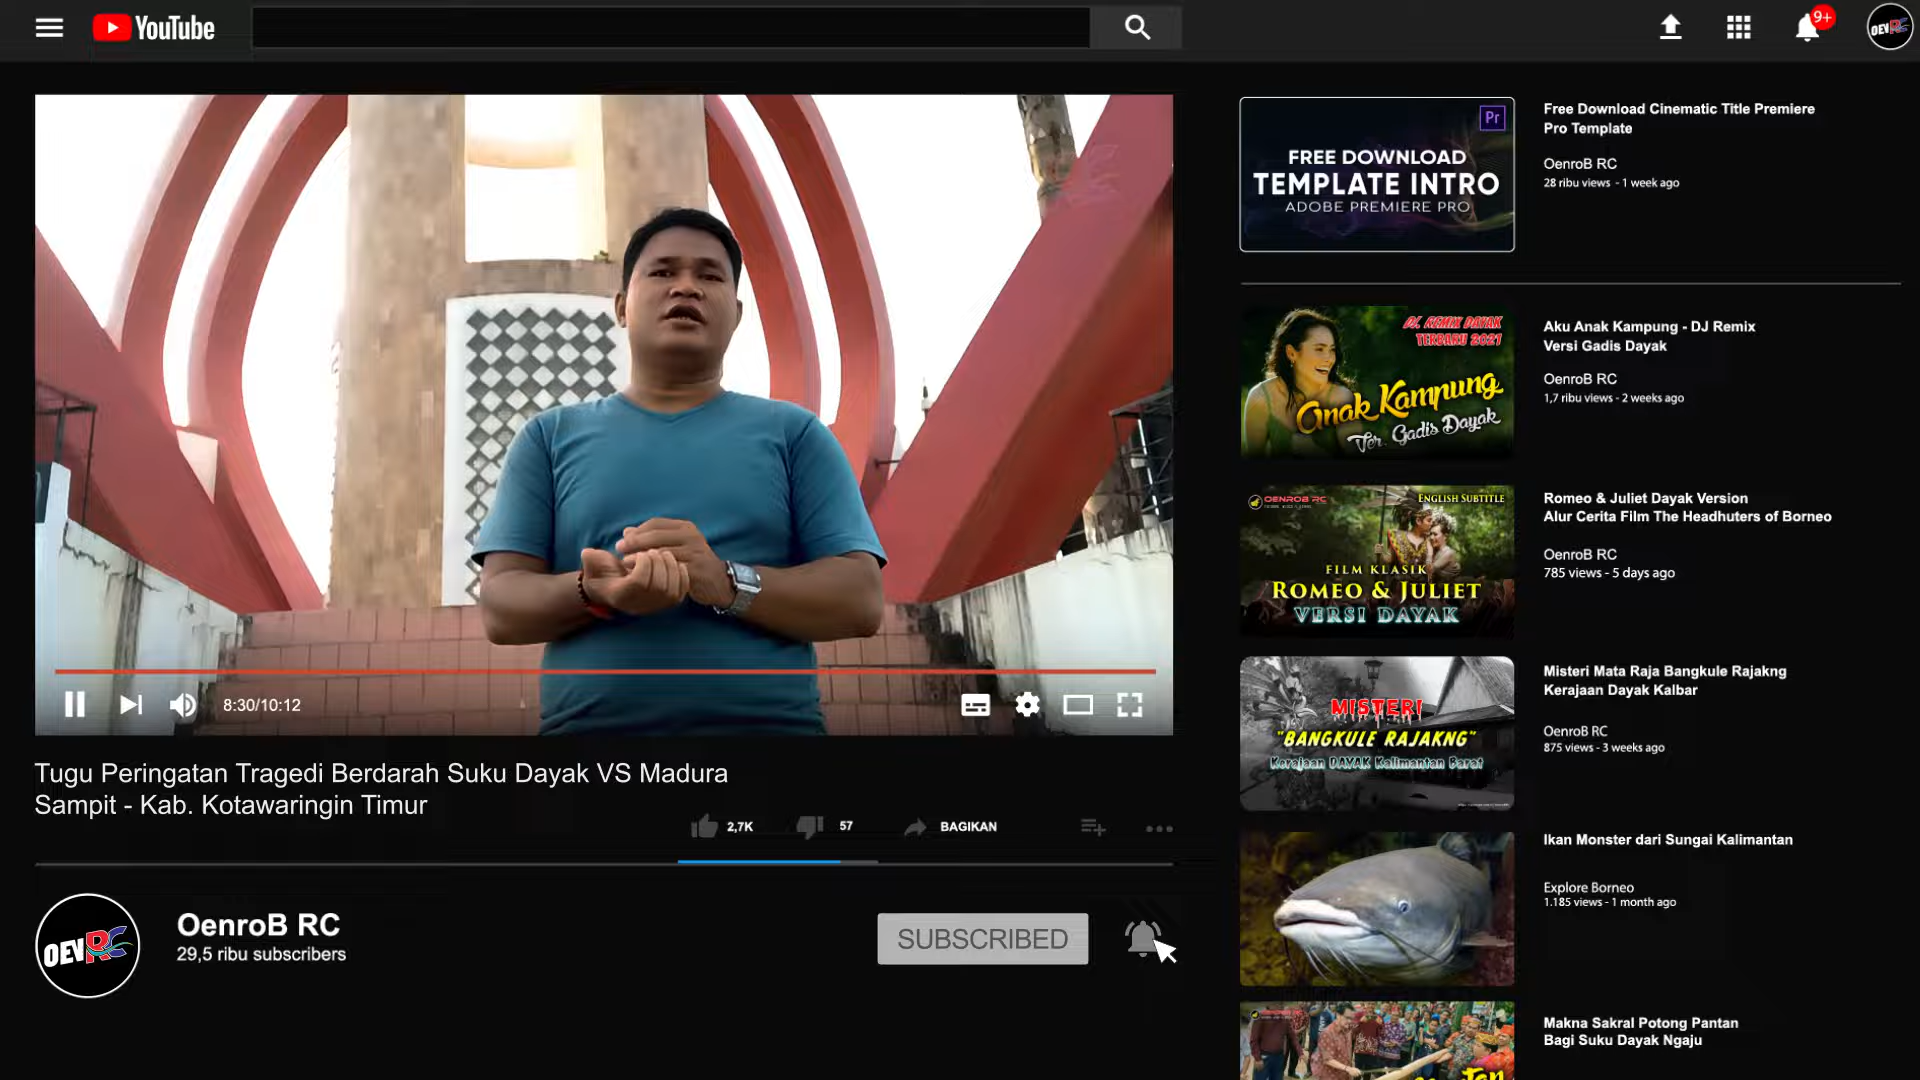 YouTube
9+
OEVRC
8:30/10:12
Tugu Peringatan Tragedi Berdarah Suku Dayak VS Madura
Sampit - Kab. Kotawaringin Timur
2,7K
57
BAGIKAN
OEVRC
OenroB RC
29,5 ribu subscribers
SUBSCRIBED
Pr
FREE DOWNLOAD
TEMPLATE INTRO
ADOBE PREMIERE PRO
Free Download Cinematic Title Premiere
Pro Template
OenroB RC
28 ribu views - 1 week ago
DJ. REMIX DAYAK
TERBARU 2021
Anak Kampung
Ver. Gadis Dayak
Aku Anak Kampung - DJ Remix
Versi Gadis Dayak
OenroB RC
1,7 ribu views - 2 weeks ago
OENROB RC
ENGLISH SUBTITLE
FILM KLASIK
ROMEO & JULIET
VERSI DAYAK
Romeo & Juliet Dayak Version
Alur Cerita Film The Headhuters of Borneo
OenroB RC
785 views - 5 days ago
MISTERI
"BANGKULE RAJAKNG"
Kerajaan DAYAK Kalimantan Barat
Misteri Mata Raja Bangkule Rajakng
Kerajaan Dayak Kalbar
OenroB RC
875 views - 3 weeks ago
Ikan Monster dari Sungai Kalimantan
Explore Borneo
1.185 views - 1 month ago
Makna Sakral Potong Pantan
Bagi Suku Dayak Ngaju